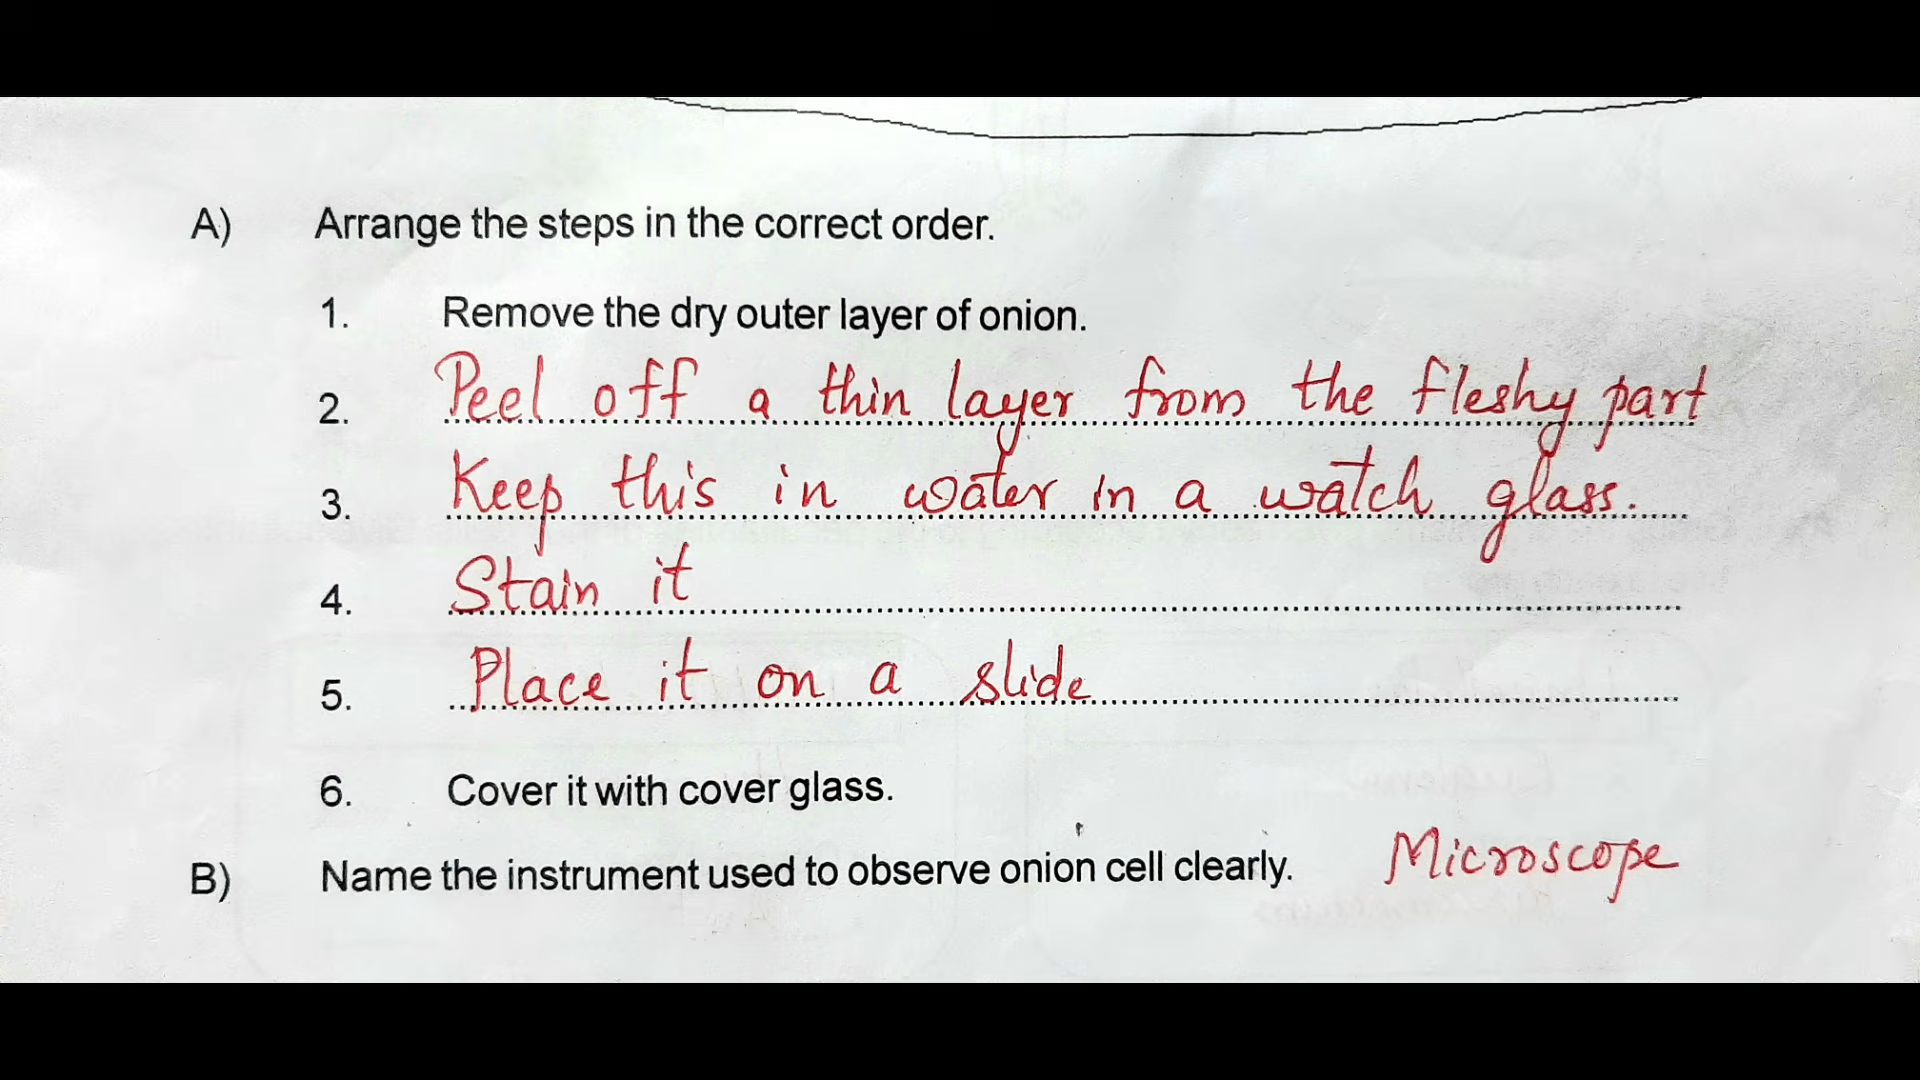 A) Arrange the steps in the correct order.
1. Remove the dry outer layer of onion.
2. Peel off a thin layer from the fleshy part
3. Keep this in water in a watch glass.
4. Stain it
5. Place it on a slide
6. Cover it with cover glass.
B) Name the instrument used to observe onion cell clearly. Microscope